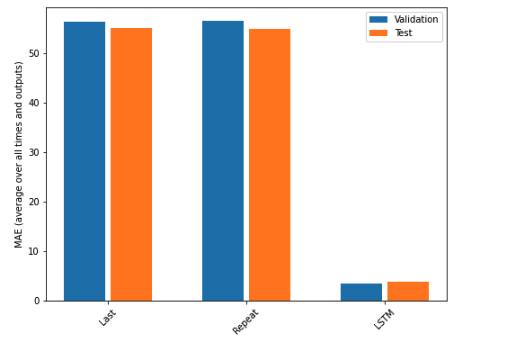 MAE (average over all times and outputs)
50
40
30
20
10
0
Validation
Test
Last
Repeat
LSTM